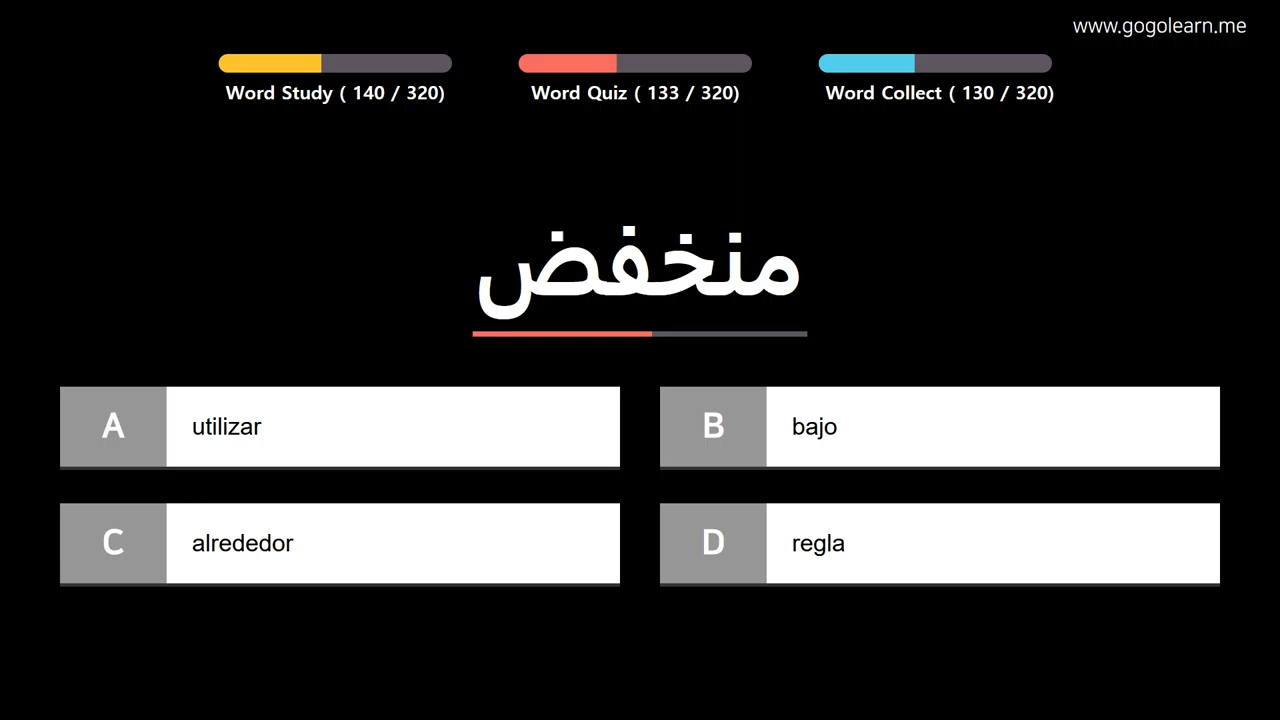 www.gogolearn.me
Word Study ( 140 / 320)
Word Quiz ( 133 / 320)
Word Collect ( 130 / 320)
منخفض
A utilizar
B bajo
C alrededor
D regla